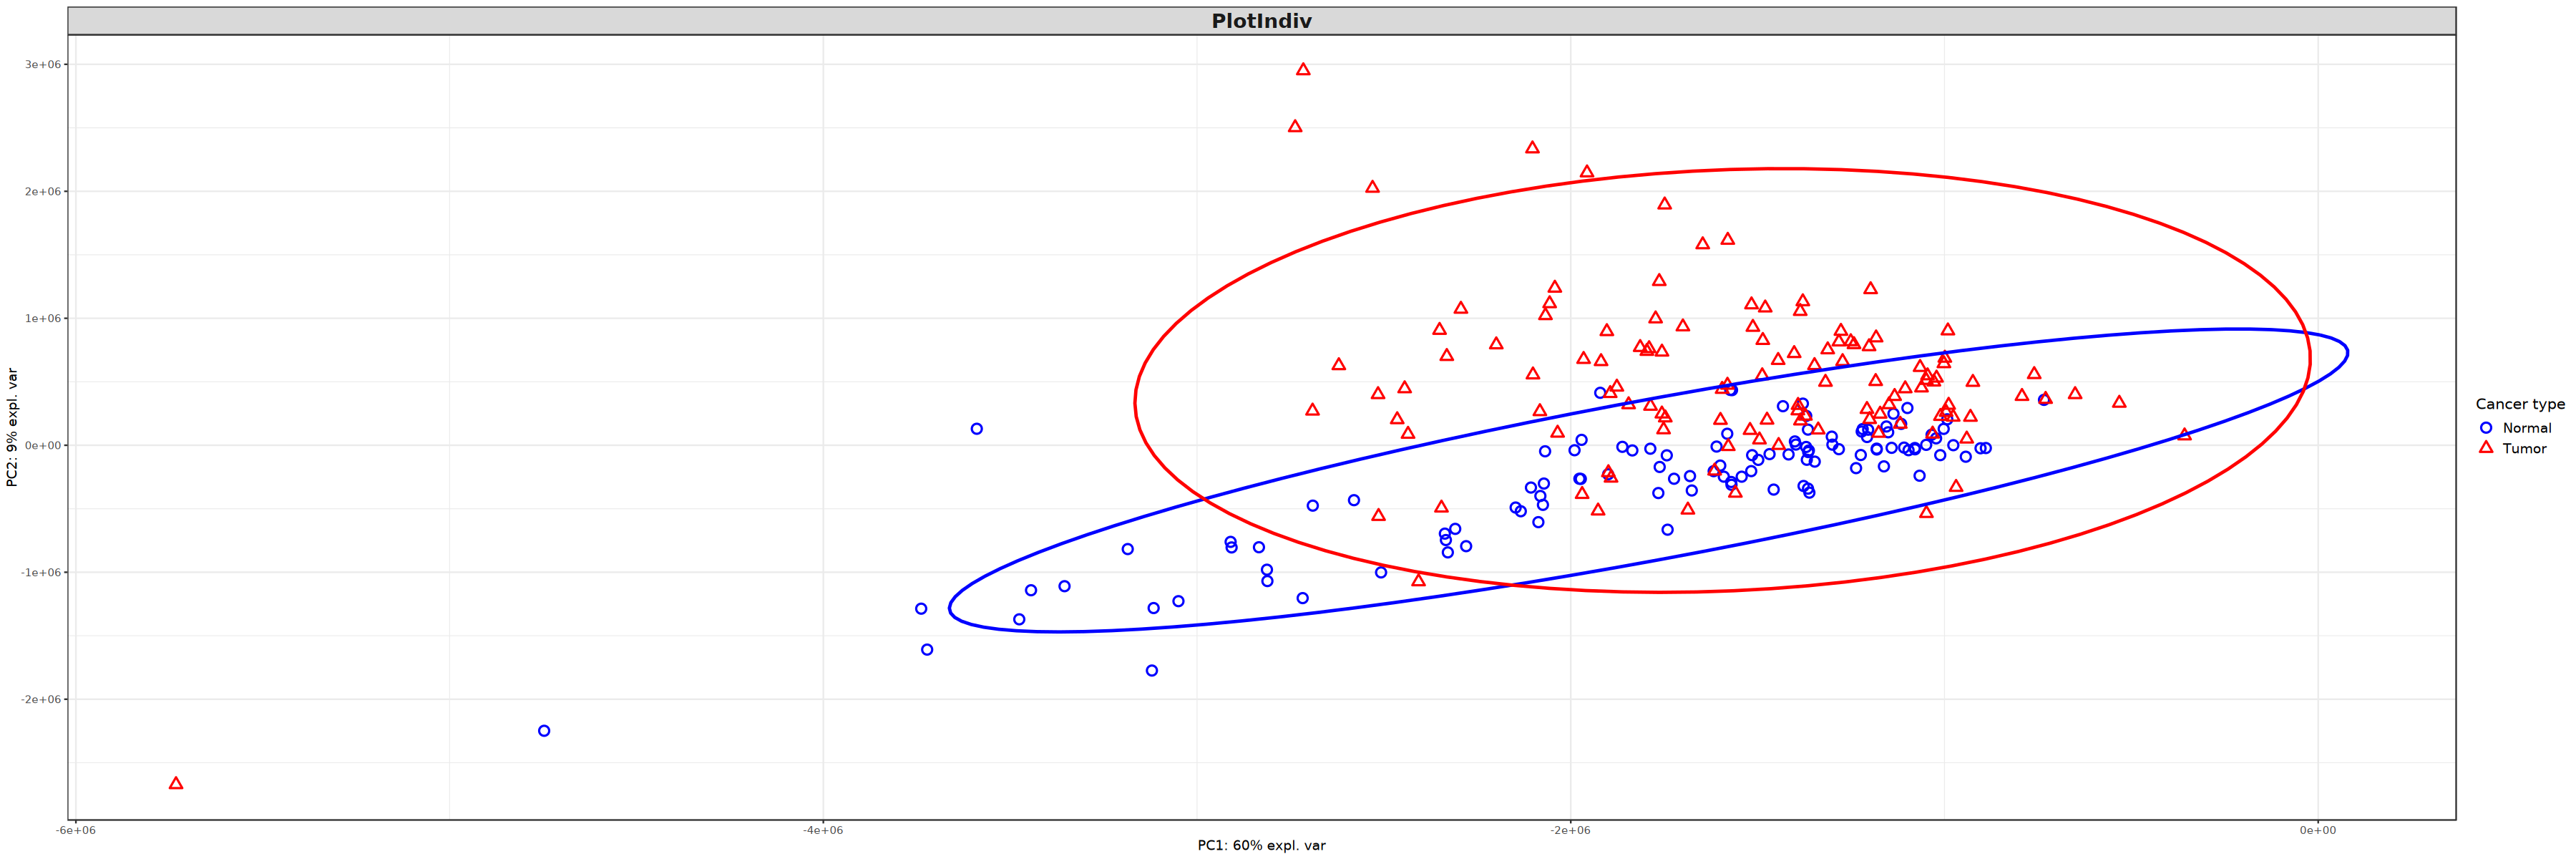 PlotIndiv
3e+06
2e+06
1e+06
0e+00
-1e+06
-2e+06
PC2: 9% expl. var
-6e+06
-4e+06
-2e+06
0e+00
PC1: 60% expl. var
Cancer type
Normal
Tumor